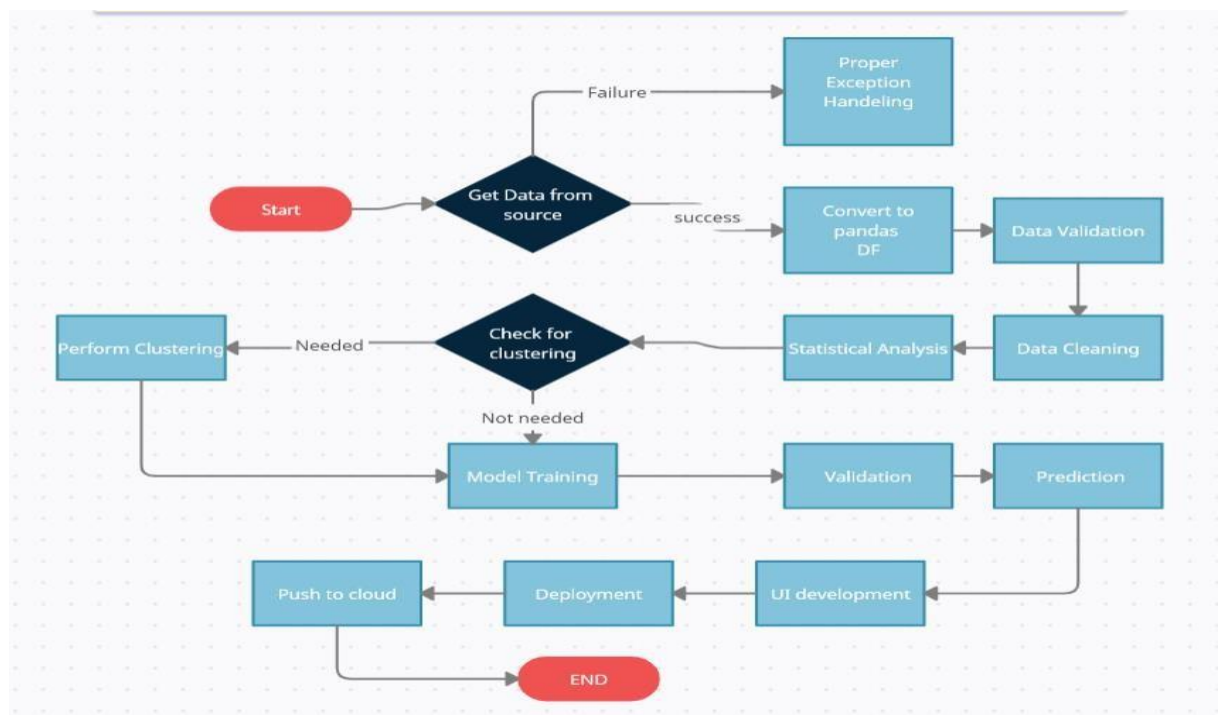 Proper
Exception
Handeling
Failure
Start
Get Data from
source
success
Convert to
pandas
DF
Data Validation
Perform Clustering
Needed
Check for
clustering
Statistical Analysis
Data Cleaning
Not needed
Model Training
Validation
Prediction
Push to cloud
Deployment
UI development
END